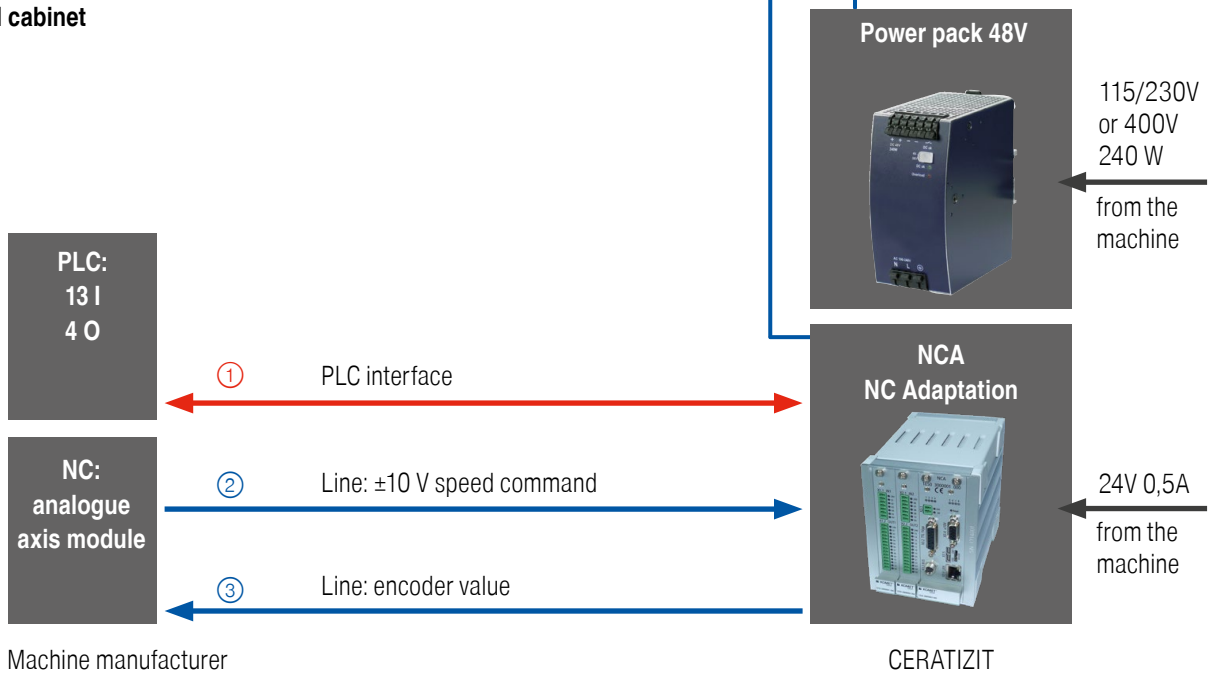 l cabinet
Power pack 48V
115/230V
or 400V
240 W
from the
machine
PLC:
13 I
4 O
① PLC interface
NCA
NC Adaptation
NC:
analogue
axis module
② Line: ±10 V speed command
24V 0,5A
from the
machine
③ Line: encoder value
Machine manufacturer
CERATIZIT